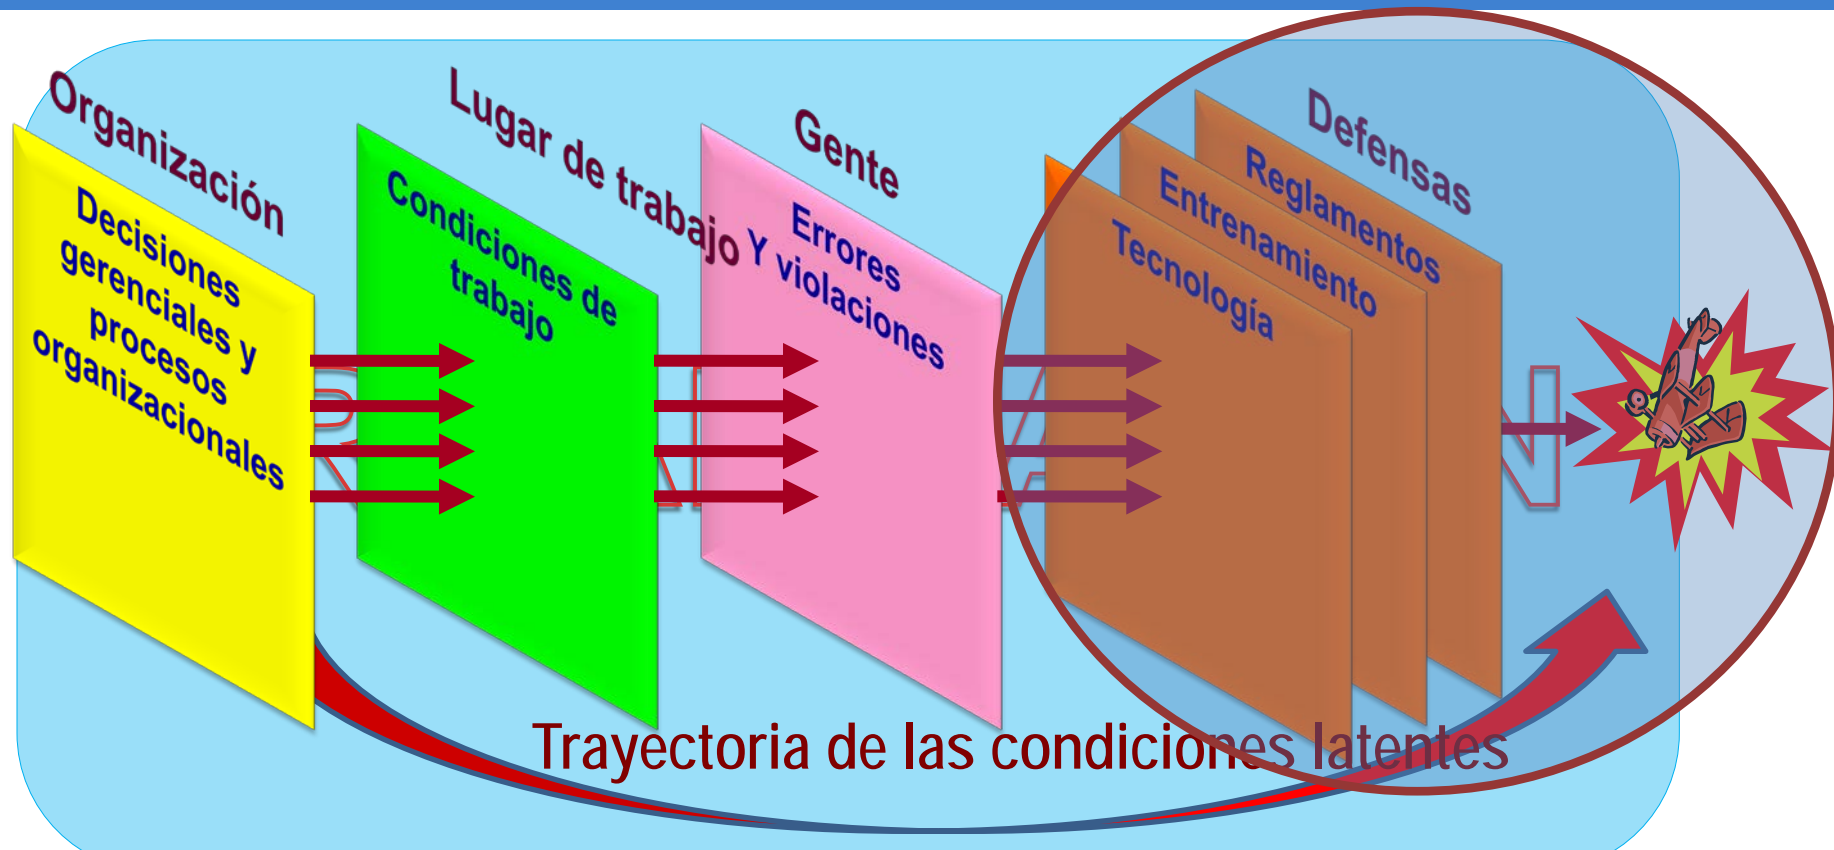 Organización
Decisiones
gerenciales y
procesos
organizacionales
Lugar de trabajo
Condiciones de
trabajo
Gente
Errores
Y violaciones
Defensas
Reglamentos
Entrenamiento
Tecnología
Trayectoria de las condiciones latentes